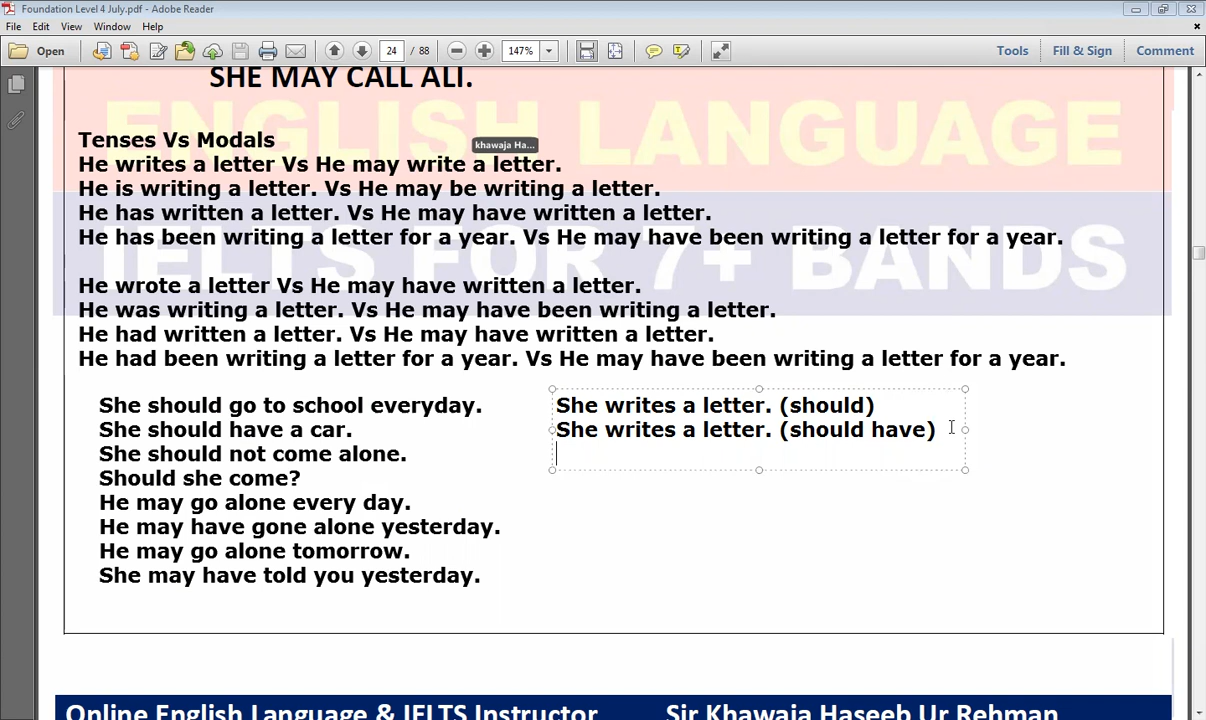 Foundation Level 4 July.pdf - Adobe Reader
File Edit View Window Help
Open 24 / 88 147% Tools Fill & Sign Comment
SHE MAY CALL ALI.
ENGLISH LANGUAGE
IELTS FOR 7+ BANDS
khawaja Ha...
Tenses Vs Modals
He writes a letter Vs He may write a letter.
He is writing a letter. Vs He may be writing a letter.
He has written a letter. Vs He may have written a letter.
He has been writing a letter for a year. Vs He may have been writing a letter for a year.
He wrote a letter Vs He may have written a letter.
He was writing a letter. Vs He may have been writing a letter.
He had written a letter. Vs He may have written a letter.
He had been writing a letter for a year. Vs He may have been writing a letter for a year.
She should go to school everyday.
She should have a car.
She should not come alone.
Should she come?
He may go alone every day.
He may have gone alone yesterday.
He may go alone tomorrow.
She may have told you yesterday.
She writes a letter. (should)
She writes a letter. (should have)
Online English Language & IELTS Instructor Sir Khawaja Haseeb Ur Rehman